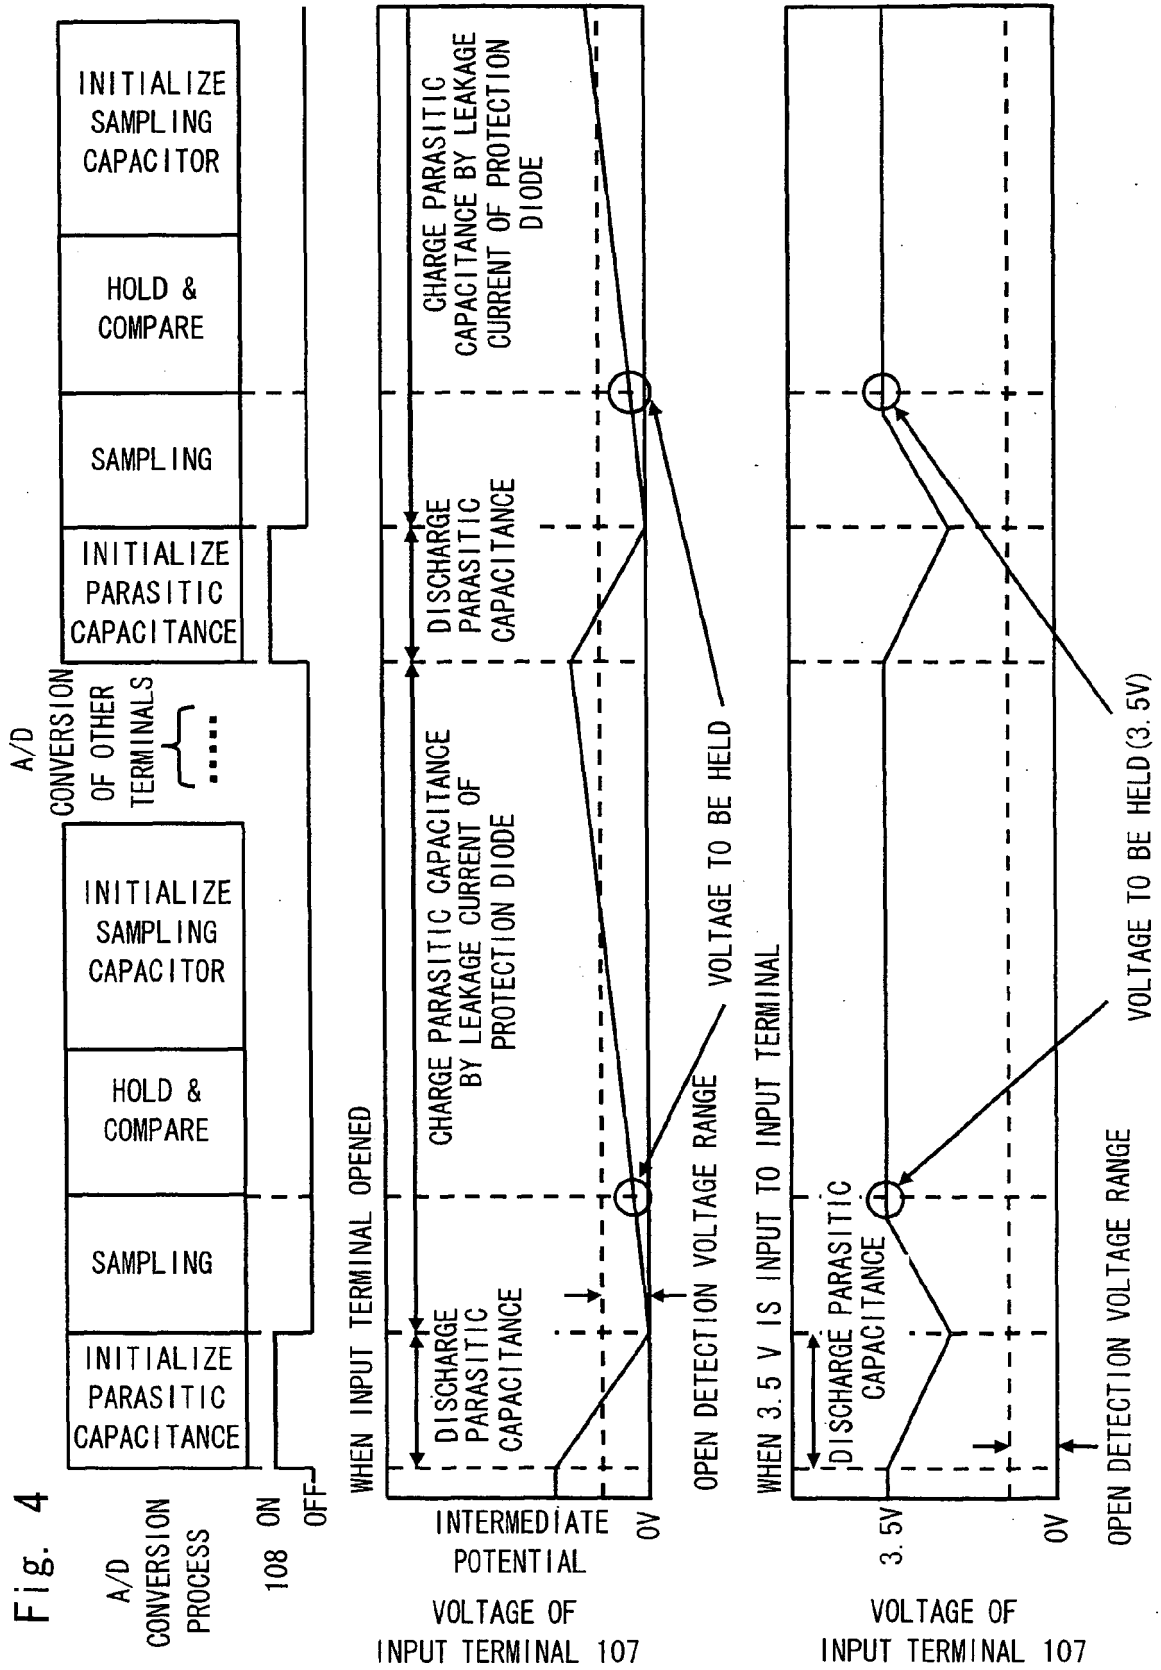 Fig. 4
A/D
CONVERSION
PROCESS
INITIALIZE
PARASITIC
CAPACITANCE
SAMPLING
HOLD &
COMPARE
INITIALIZE
SAMPLING
CAPACITOR
A/D
CONVERSION
OF OTHER
TERMINALS
INITIALIZE
PARASITIC
CAPACITANCE
SAMPLING
HOLD &
COMPARE
INITIALIZE
SAMPLING
CAPACITOR
108
ON
OFF
WHEN INPUT TERMINAL OPENED
INTERMEDIATE
POTENTIAL
0V
VOLTAGE OF
INPUT TERMINAL 107
DISCHARGE
PARASITIC
CAPACITANCE
CHARGE PARASITIC CAPACITANCE
BY LEAKAGE CURRENT OF
PROTECTION DIODE
DISCHARGE
PARASITIC
CAPACITANCE
CHARGE PARASITIC
CAPACITANCE BY LEAKAGE
CURRENT OF PROTECTION
DIODE
OPEN DETECTION VOLTAGE RANGE
VOLTAGE TO BE HELD
WHEN 3.5 V IS INPUT TO INPUT TERMINAL
3.5V
0V
VOLTAGE OF
INPUT TERMINAL 107
DISCHARGE PARASITIC
CAPACITANCE
OPEN DETECTION VOLTAGE RANGE
VOLTAGE TO BE HELD(3.5V)